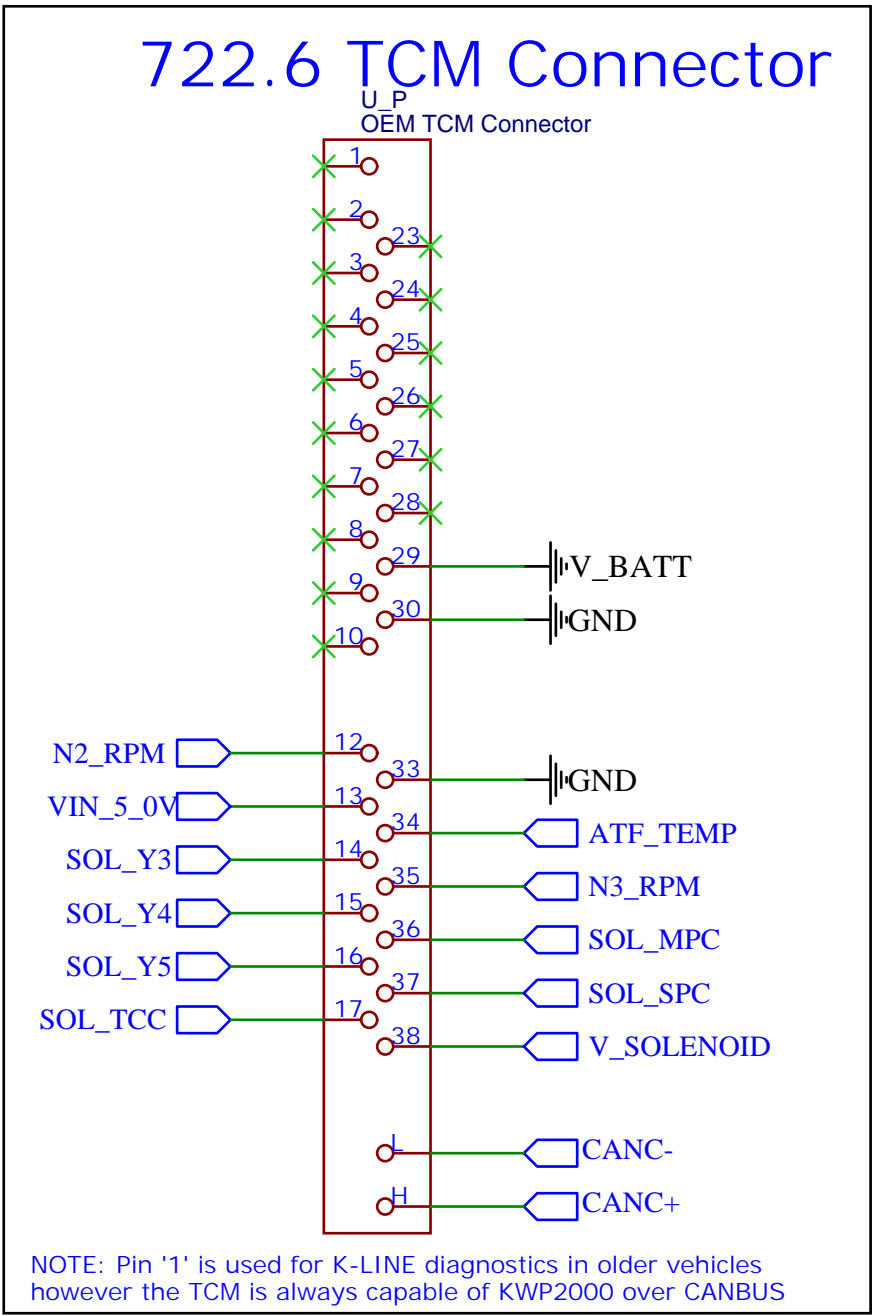 722.6 TCM Connector
U_P
OEM TCM Connector
1
2
23
3
24
4
25
5
26
6
27
7
28
8
29 V_BATT
9
30 GND
10
N2_RPM 12
33 GND
VIN_5_0V 13
34 ATF_TEMP
SOL_Y3 14
35 N3_RPM
SOL_Y4 15
36 SOL_MPC
SOL_Y5 16
37 SOL_SPC
SOL_TCC 17
38 V_SOLENOID
L CANC-
H CANC+
NOTE: Pin '1' is used for K-LINE diagnostics in older vehicles
however the TCM is always capable of KWP2000 over CANBUS